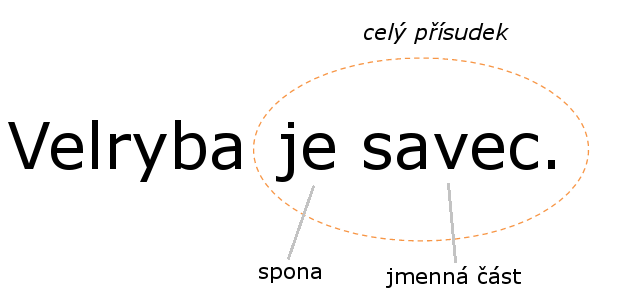 celý přísudek
Velryba je savec.
spona
jmenná část